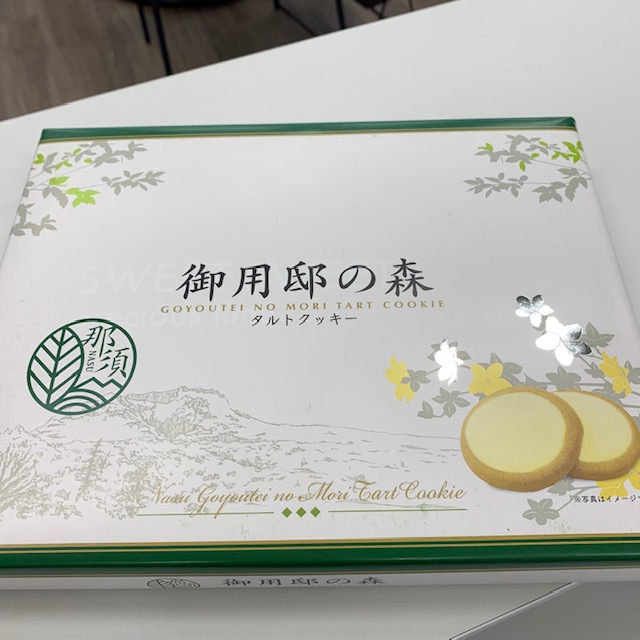 SWE
御用邸の森
GOYOUTEI NO MORI TART COOKIE
タルトクッキー
那須
NASU
Nasu Goyoutei no Mori Tart Cookie
※写真はイメージで
御用邸の森